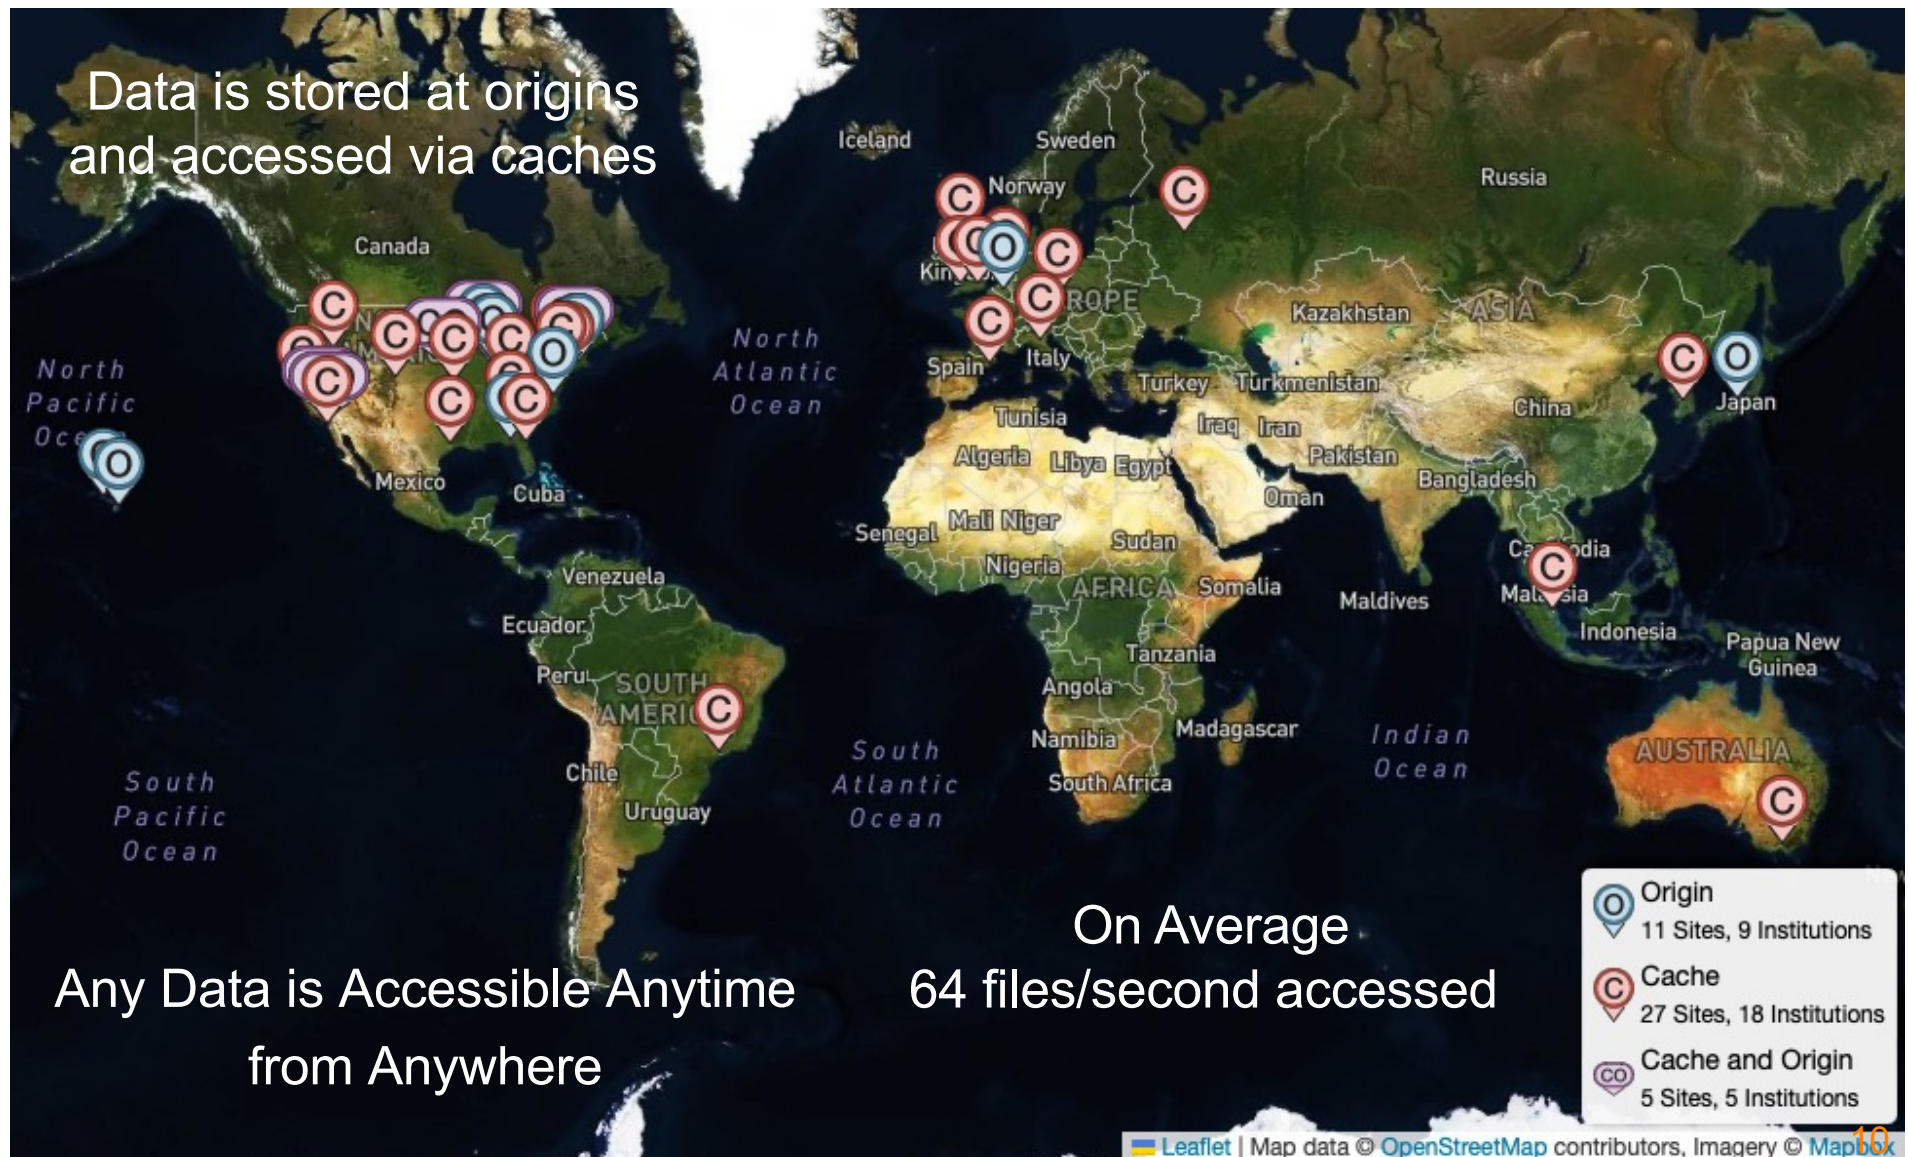 Data is stored at origins
and accessed via caches
Iceland
Sweden
Norway
Russia
Canada
North
Pacific
North
Atlantic
Ocean
Spain
Italy
Kazakhstan
ASIA
Turkey
Turkmenistan
China
Japan
Tunisia
Iraq
Iran
Algeria
Libya
Egypt
Pakistan
Bangladesh
Mexico
Cuba
Oman
Senegal
Mali
Niger
Sudan
Nigeria
AFRICA
Somalia
Maldives
Venezuela
Ecuador
Peru
SOUTH
Indonesia
Papua New
Guinea
Tanzania
Angola
Madagascar
Namibia
South Africa
Indian
Ocean
AUSTRALIA
South
Atlantic
Ocean
Chile
Uruguay
South
Pacific
Ocean
C
O
On Average
64 files/second accessed
Any Data is Accessible Anytime
from Anywhere
O Origin
11 Sites, 9 Institutions
C Cache
27 Sites, 18 Institutions
CO Cache and Origin
5 Sites, 5 Institutions
Leaflet | Map data © OpenStreetMap contributors, Imagery © Mapbox
10